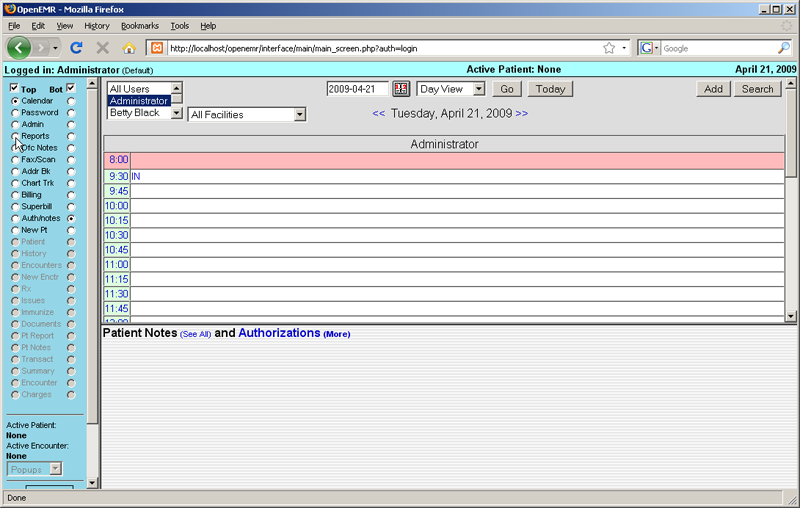 OpenEMR - Mozilla Firefox
File Edit View History Bookmarks Tools Help
http://localhost/openemr/interface/main/main_screen.php?auth=login
Google
Logged in: Administrator (Default) Active Patient: None April 21, 2009
Top Bot
Calendar
Password
Admin
Reports
Ofc Notes
Fax/Scan
Addr Bk
Chart Trk
Billing
Superbill
Auth/notes
New Pt
Patient
History
Encounters
New Enctr
Rx
Issues
Immunize
Documents
Pt Report
Pt Notes
Transact
Summary
Encounter
Charges
Active Patient:
None
Active Encounter:
None
Popups
All Users
Administrator
Betty Black
All Facilities
2009-04-21 Day View Go Today Add Search
<< Tuesday, April 21, 2009 >>
Administrator
8:00
9:30 IN
9:45
10:00
10:15
10:30
10:45
11:00
11:15
11:30
11:45
12:00
Patient Notes (See All) and Authorizations (More)
Done